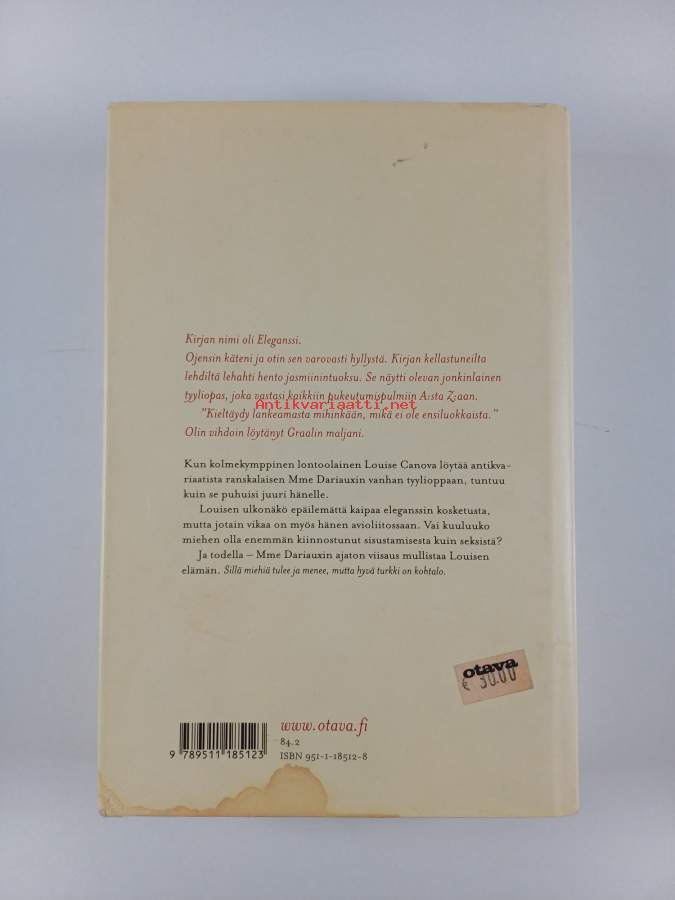 Kirjan nimi oli Eleganssi.
Ojensin käteni ja otin sen varovasti hyllystä. Kirjan kellastuneilta
lehdiltä lehahti hento jasmiinintuoksu. Se näytti olevan jonkinlainen
tyyliopas, joka vastasi kaikkiin pukeutumispulmiin A:sta Z:aan.
Antikvariaatti.net
"Kieltäydy lankeamasta mihinkään, mikä ei ole ensiluokkaista."
Olin vihdoin löytänyt Graalin maljani.
Kun kolmekymppinen lontoolainen Louise Canova löytää antikva-
riaatista ranskalaisen Mme Dariauxin vanhan tyylioppaan, tuntuu
kuin se puhuisi juuri hänelle.
Louisen ulkonäkö epäilemättä kaipaa eleganssin kosketusta,
mutta jotain vikaa on myös hänen avioliitossaan. Vai kuuluuko
miehen olla enemmän kiinnostunut sisustamisesta kuin seksistä?
Ja todella – Mme Dariauxin ajaton viisaus mullistaa Louisen
elämän. Sillä miehiä tulee ja menee, mutta hyvä turkki on kohtalo.
otava
€ 30.00
www.otava.fi
84.2
ISBN 951-1-18512-8
9 789511 185123